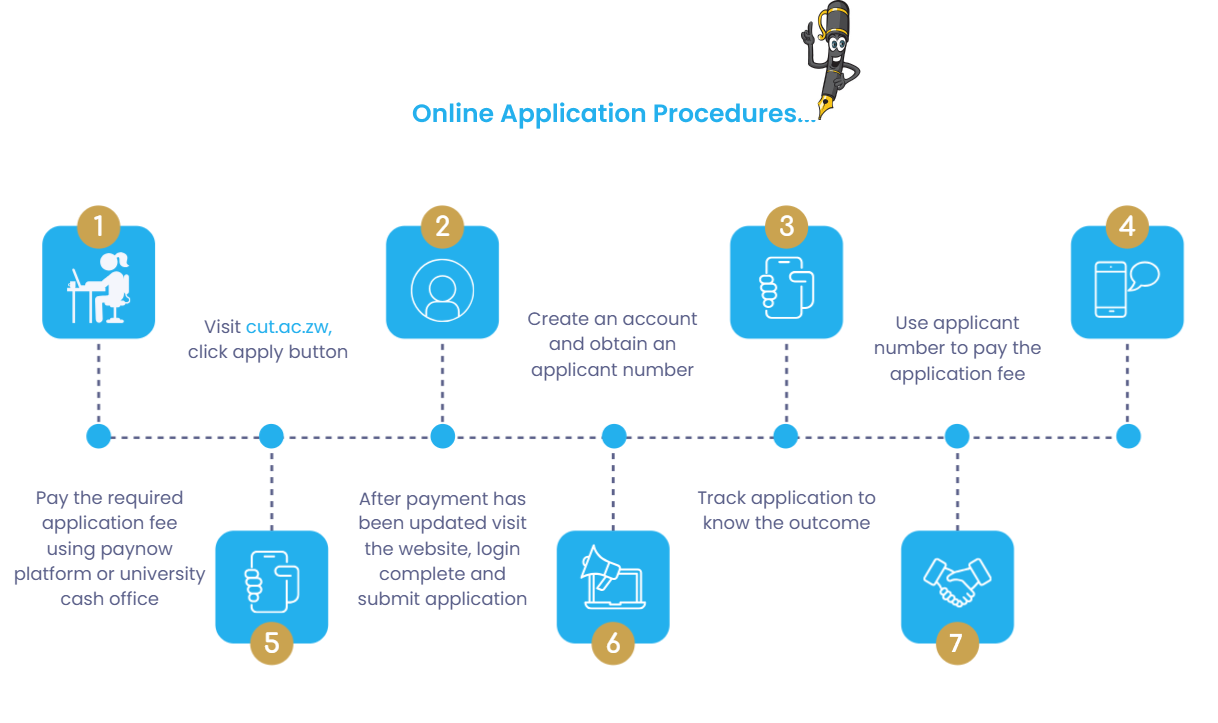 Online Application Procedures...
1
2
3
4
Visit cut.ac.zw,
click apply button
Create an account
and obtain an
applicant number
Use applicant
number to pay the
application fee
Pay the required
application fee
using paynow
platform or university
cash office
After payment has
been updated visit
the website, login
complete and
submit application
Track application to
know the outcome
5
6
7